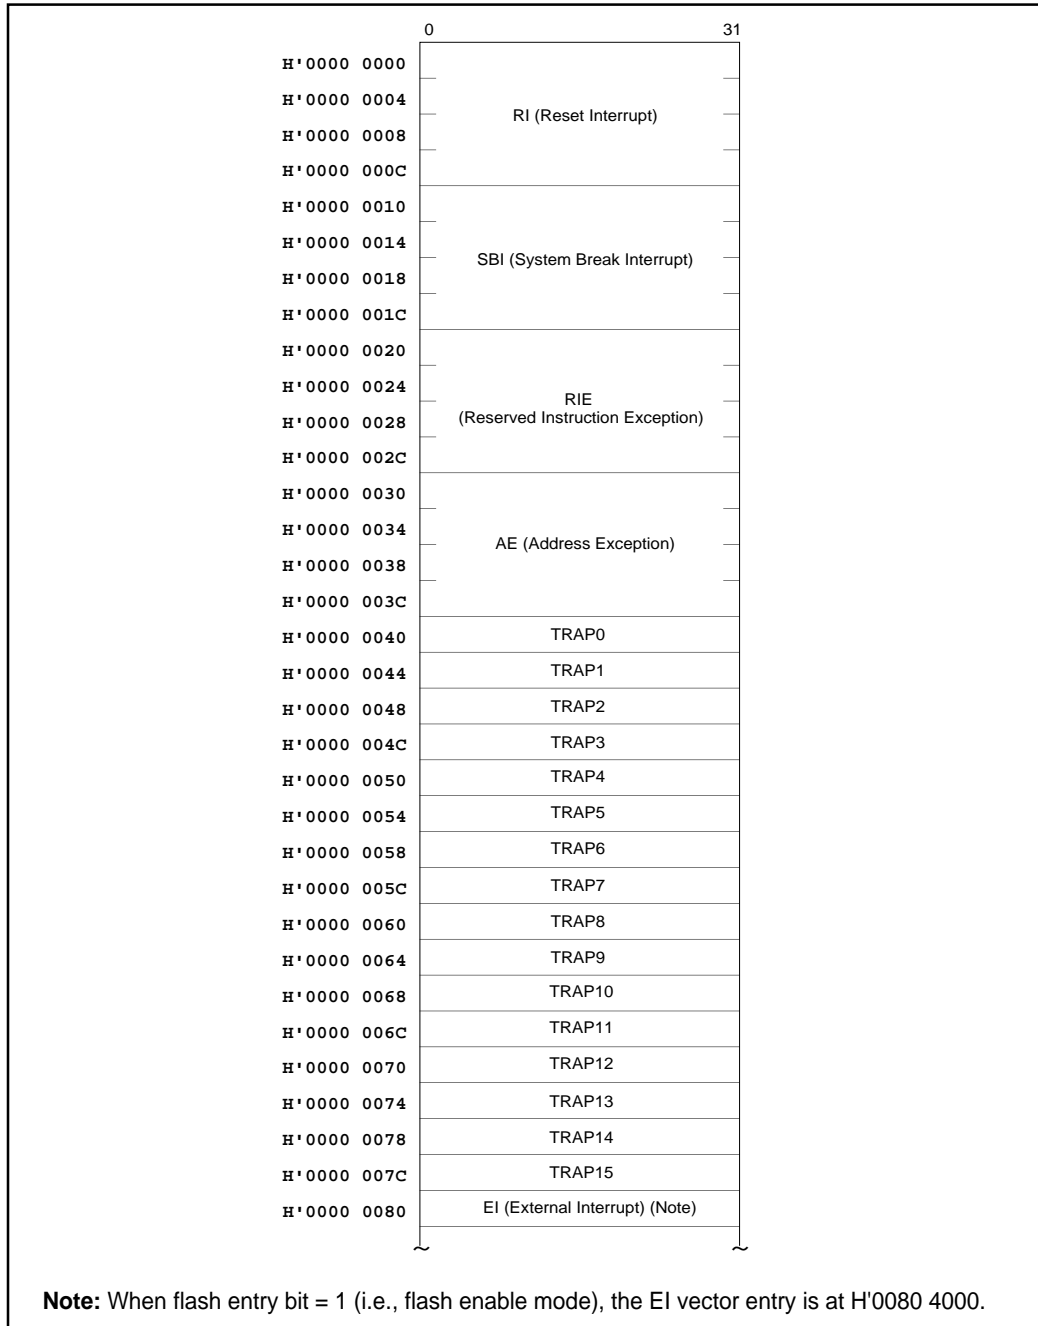 0 31
H'0000 0000
H'0000 0004
RI (Reset Interrupt)
H'0000 0008
H'0000 000C
H'0000 0010
H'0000 0014
SBI (System Break Interrupt)
H'0000 0018
H'0000 001C
H'0000 0020
H'0000 0024
RIE
(Reserved Instruction Exception)
H'0000 0028
H'0000 002C
H'0000 0030
H'0000 0034
AE (Address Exception)
H'0000 0038
H'0000 003C
H'0000 0040 TRAP0
H'0000 0044 TRAP1
H'0000 0048 TRAP2
H'0000 004C TRAP3
H'0000 0050 TRAP4
H'0000 0054 TRAP5
H'0000 0058 TRAP6
H'0000 005C TRAP7
H'0000 0060 TRAP8
H'0000 0064 TRAP9
H'0000 0068 TRAP10
H'0000 006C TRAP11
H'0000 0070 TRAP12
H'0000 0074 TRAP13
H'0000 0078 TRAP14
H'0000 007C TRAP15
H'0000 0080 EI (External Interrupt) (Note)
Note: When flash entry bit = 1 (i.e., flash enable mode), the EI vector entry is at H'0080 4000.